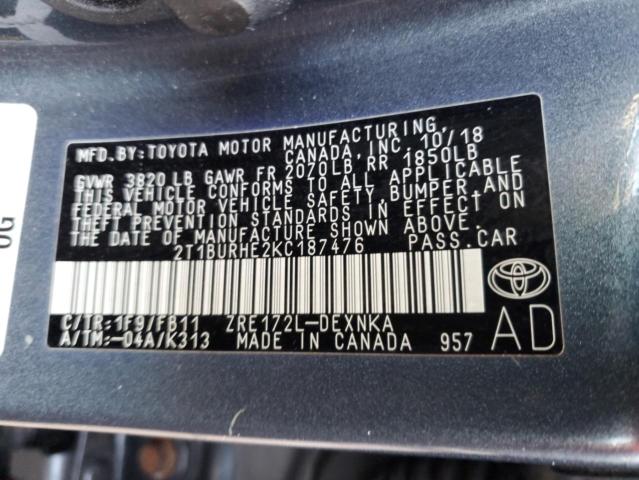 MFD. BY: TOYOTA MOTOR MANUFACTURING,
CANADA, INC. 10/18
GVWR 3820 LB GAWR FR 2070LB, RR 1850LB
THIS VEHICLE CONFORMS TO ALL APPLICABLE
FEDERAL MOTOR VEHICLE SAFETY, BUMPER, AND
THEFT PREVENTION STANDARDS IN EFFECT ON
THE DATE OF MANUFACTURE SHOWN ABOVE.
2T1BURHE2KC187476 PASS.CAR
C/TR:1F9/FB11 ZRE172L-DEXNKA
A/TM:-04A/K313 MADE IN CANADA 957
AD
0G